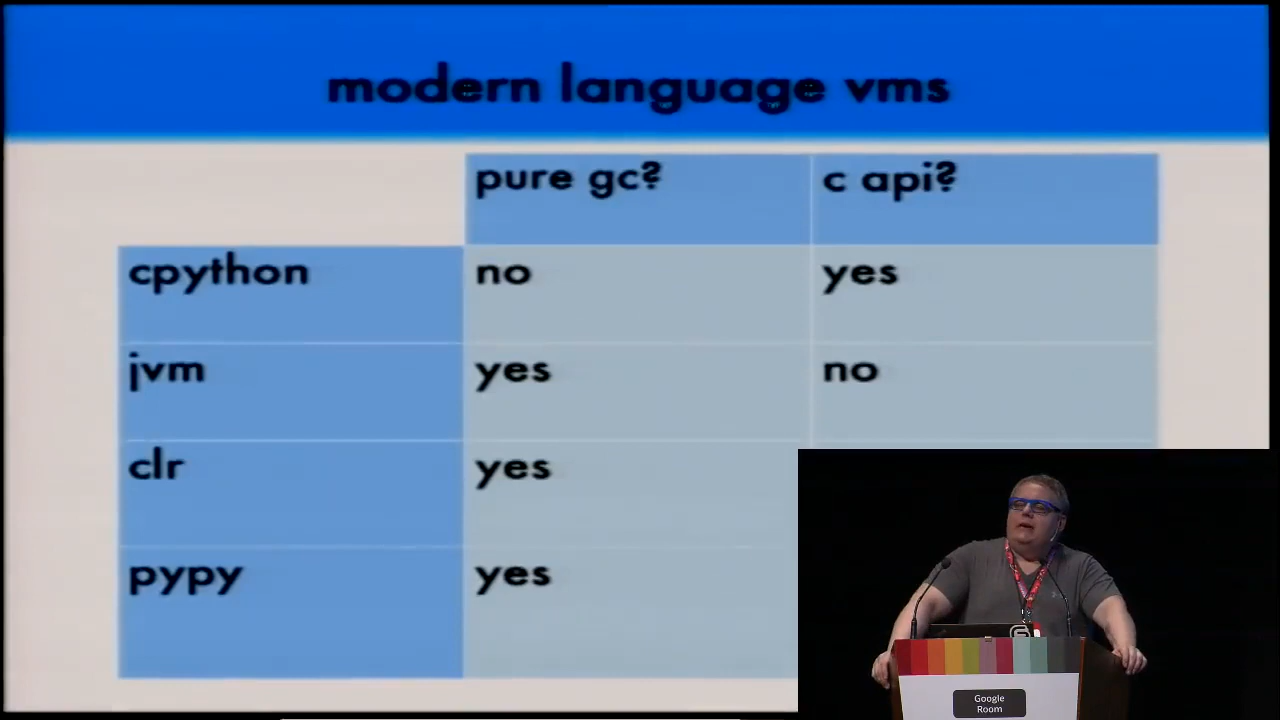 modern language vms
pure gc? c api?
cpython no yes
jvm yes no
clr yes
pypy yes
Google
Room